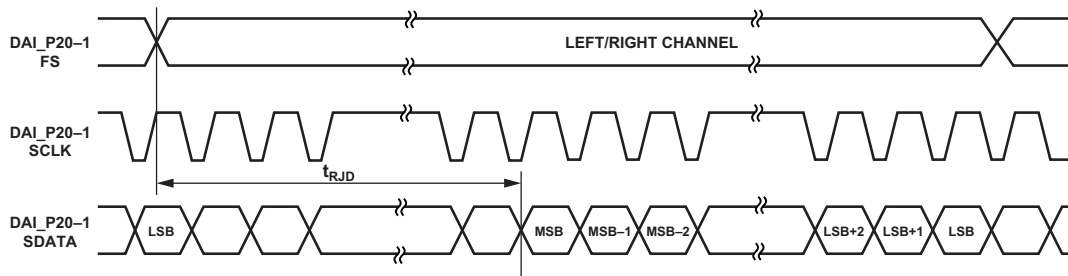 DAI_P20–1
FS
LEFT/RIGHT CHANNEL
DAI_P20–1
SCLK
tRJD
DAI_P20–1
SDATA
LSB
MSB
MSB–1
MSB–2
LSB+2
LSB+1
LSB